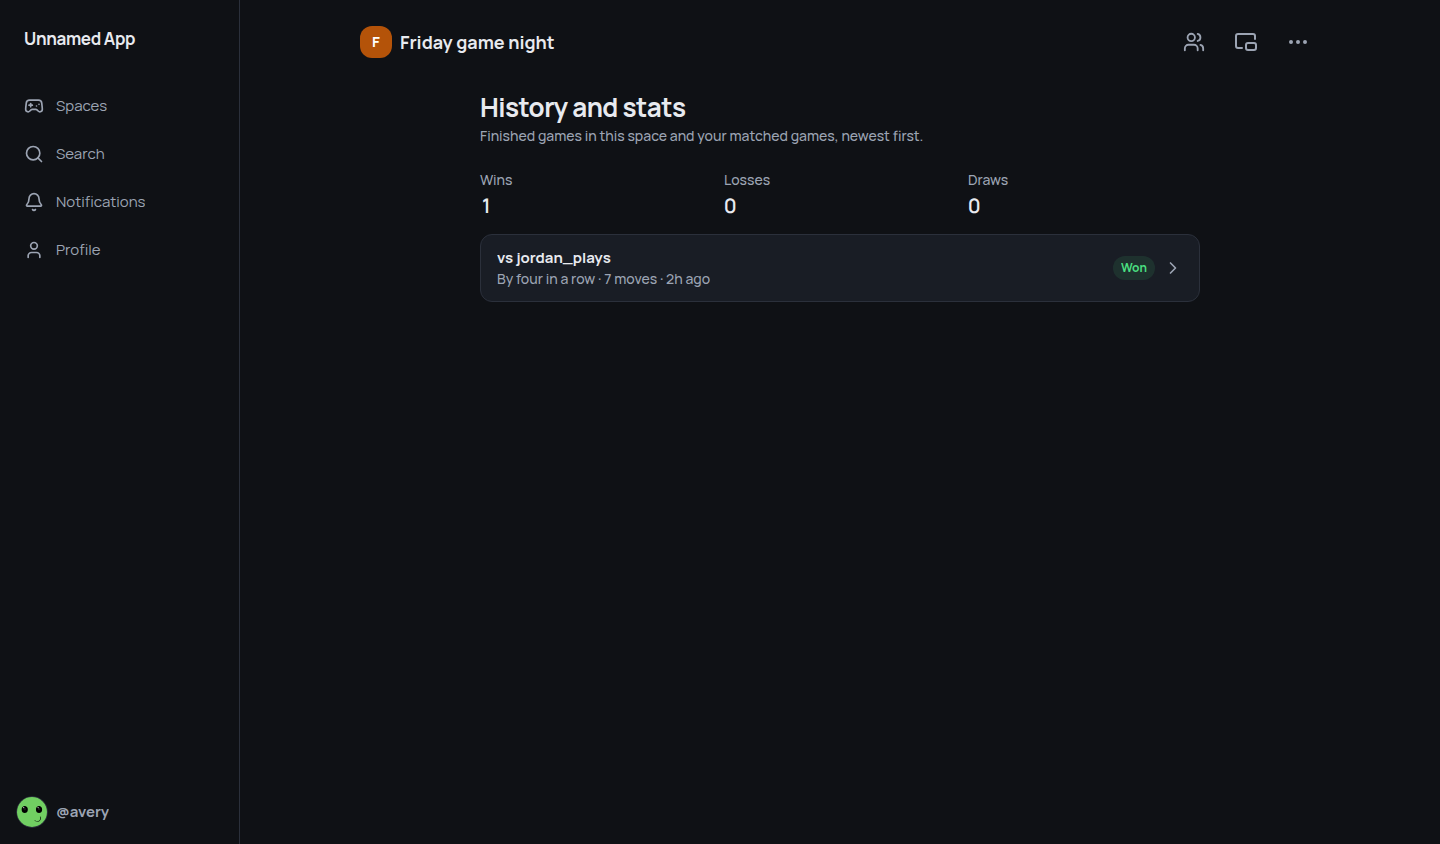 Unnamed App
Spaces
Search
Notifications
Profile
@avery
F
Friday game night
History and stats
Finished games in this space and your matched games, newest first.
Wins
1
Losses
0
Draws
0
vs jordan_plays
By four in a row · 7 moves · 2h ago
Won